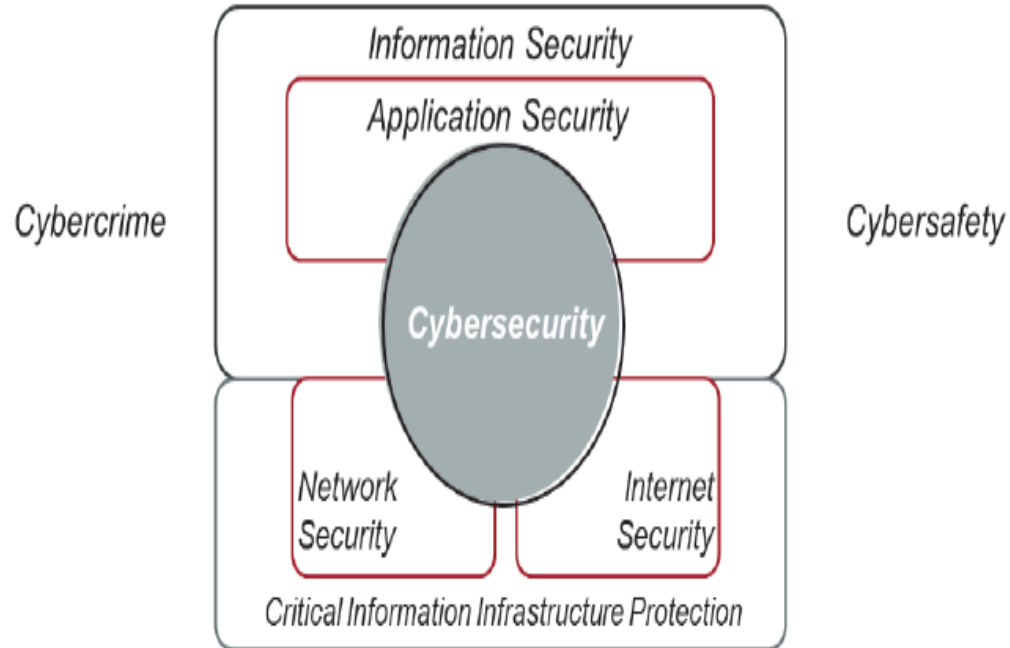 Information Security
Application Security
Cybercrime
Cybersafety
Cybersecurity
Network
Security
Internet
Security
Critical Information Infrastructure Protection